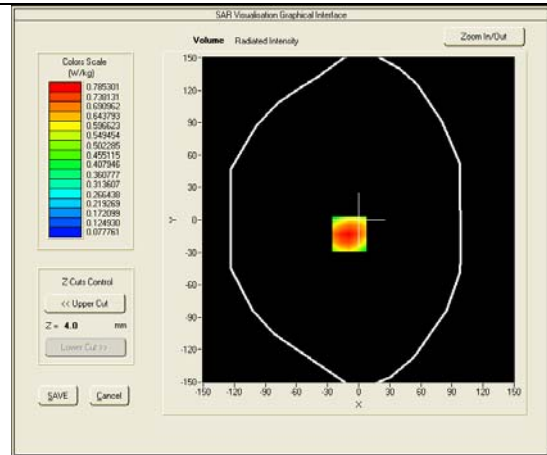 SAR Visualisation Graphical Interface
Volume Radiated Intensity
Zoom In/Out
Colors Scale
(W/kg)
0.785301
0.738131
0.690962
0.643793
0.596623
0.549454
0.502285
0.455115
0.407946
0.360777
0.313607
0.266438
0.219269
0.172099
0.124930
0.077761
150
120
90
60
30
0
-30
-60
-90
-120
-150
Y
-150 -120 -90 -60 -30 0 30 60 90 120 150
X
Z Cuts Control
<< Upper Cut
Z = 4.0 mm
Lower Cut >>
SAVE Cancel